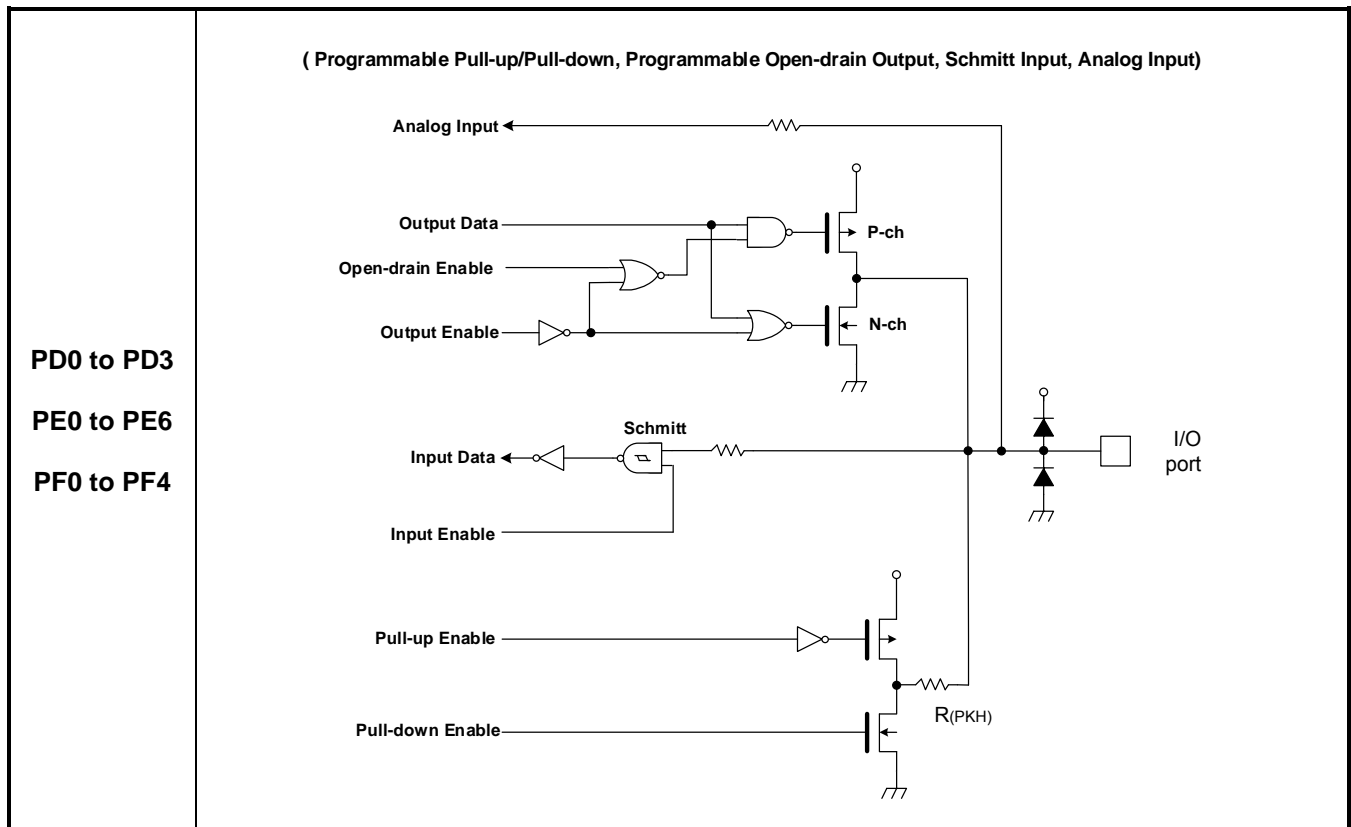 ( Programmable Pull-up/Pull-down, Programmable Open-drain Output, Schmitt Input, Analog Input)
PD0 to PD3
PE0 to PE6
PF0 to PF4
Analog Input
Output Data
P-ch
Open-drain Enable
Output Enable
N-ch
Schmitt
Input Data
I/O
port
Input Enable
Pull-up Enable
R(PKH)
Pull-down Enable